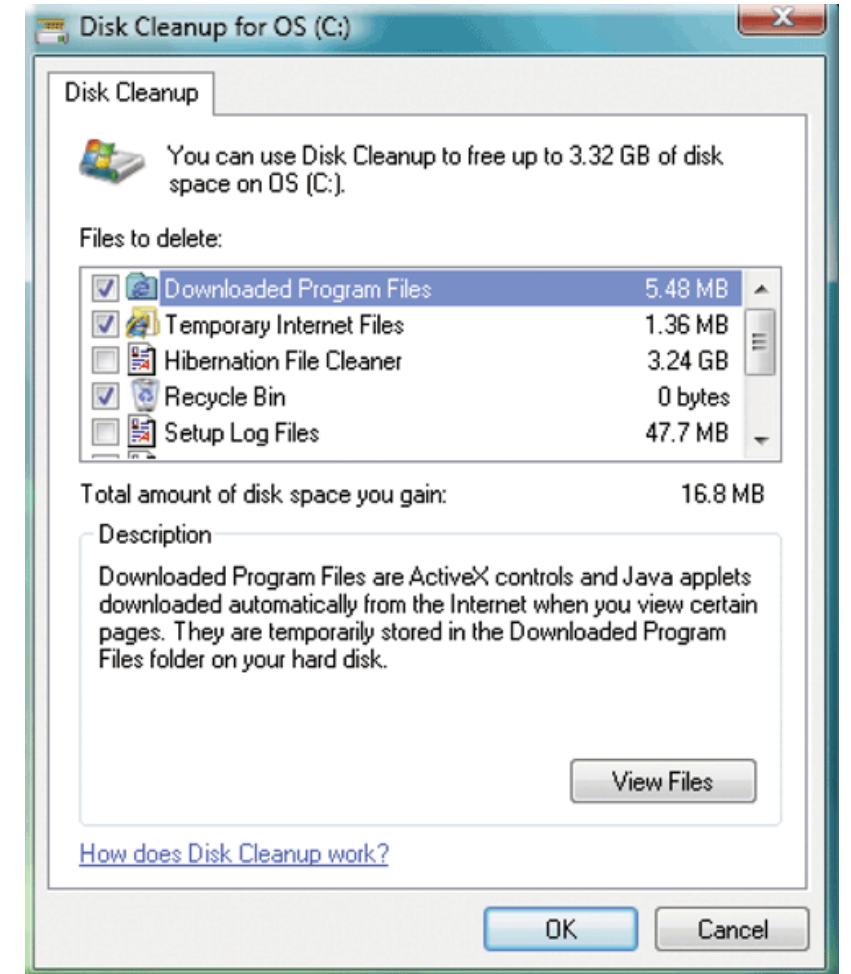 Disk Cleanup for OS (C:)
Disk Cleanup
You can use Disk Cleanup to free up to 3.32 GB of disk
space on OS (C:).
Files to delete:
Downloaded Program Files 5.48 MB
Temporary Internet Files 1.36 MB
Hibernation File Cleaner 3.24 GB
Recycle Bin 0 bytes
Setup Log Files 47.7 MB
Total amount of disk space you gain: 16.8 MB
Description
Downloaded Program Files are ActiveX controls and Java applets
downloaded automatically from the Internet when you view certain
pages. They are temporarily stored in the Downloaded Program
Files folder on your hard disk.
View Files
How does Disk Cleanup work?
OK Cancel